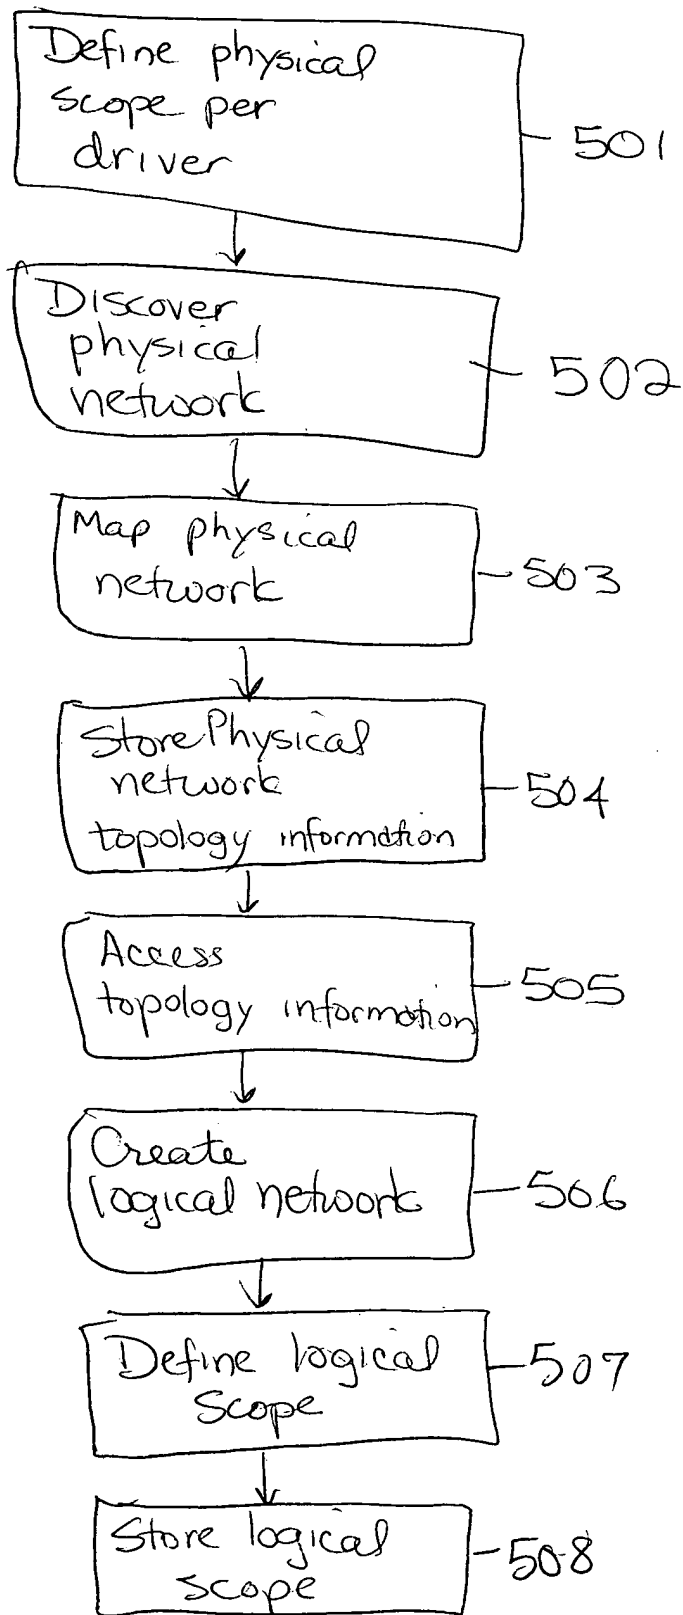 Define physical
scope per
driver
501
Discover
physical
network
502
Map physical
network
503
Store Physical
network
topology information
504
Access
topology information
505
Create
logical network
506
Define logical
Scope
507
Store logical
scope
508